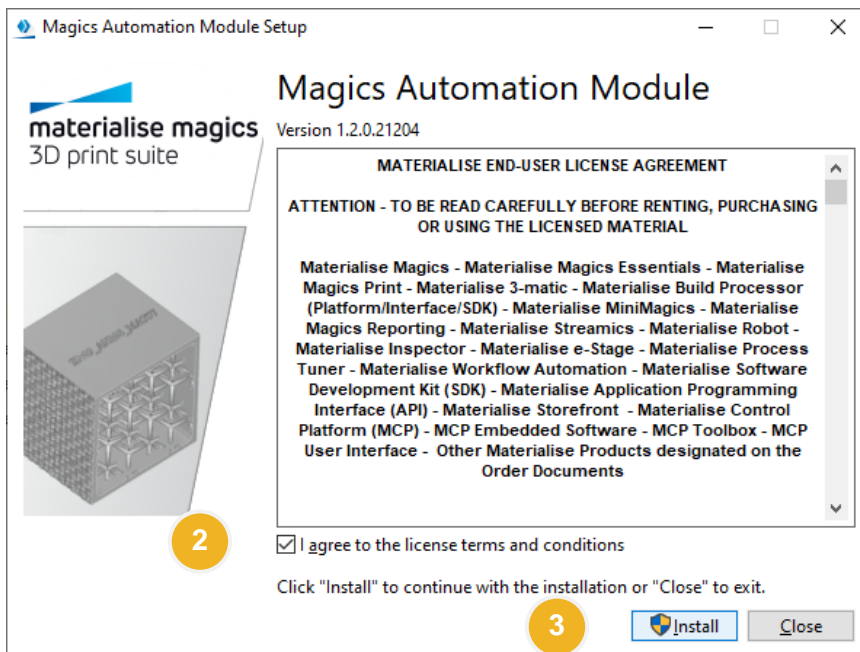 Magics Automation Module Setup
materialise magics
3D print suite
Magics Automation Module
Version 1.2.0.21204
MATERIALISE END-USER LICENSE AGREEMENT
ATTENTION - TO BE READ CAREFULLY BEFORE RENTING, PURCHASING
OR USING THE LICENSED MATERIAL
Materialise Magics - Materialise Magics Essentials - Materialise
Magics Print - Materialise 3-matic - Materialise Build Processor
(Platform/Interface/SDK) - Materialise MiniMagics - Materialise
Magics Reporting - Materialise Streamics - Materialise Robot -
Materialise Inspector - Materialise e-Stage - Materialise Process
Tuner - Materialise Workflow Automation - Materialise Software
Development Kit (SDK) - Materialise Application Programming
Interface (API) - Materialise Storefront - Materialise Control
Platform (MCP) - MCP Embedded Software - MCP Toolbox - MCP
User Interface - Other Materialise Products designated on the
Order Documents
2
I agree to the license terms and conditions
Click "Install" to continue with the installation or "Close" to exit.
3
Install
Close